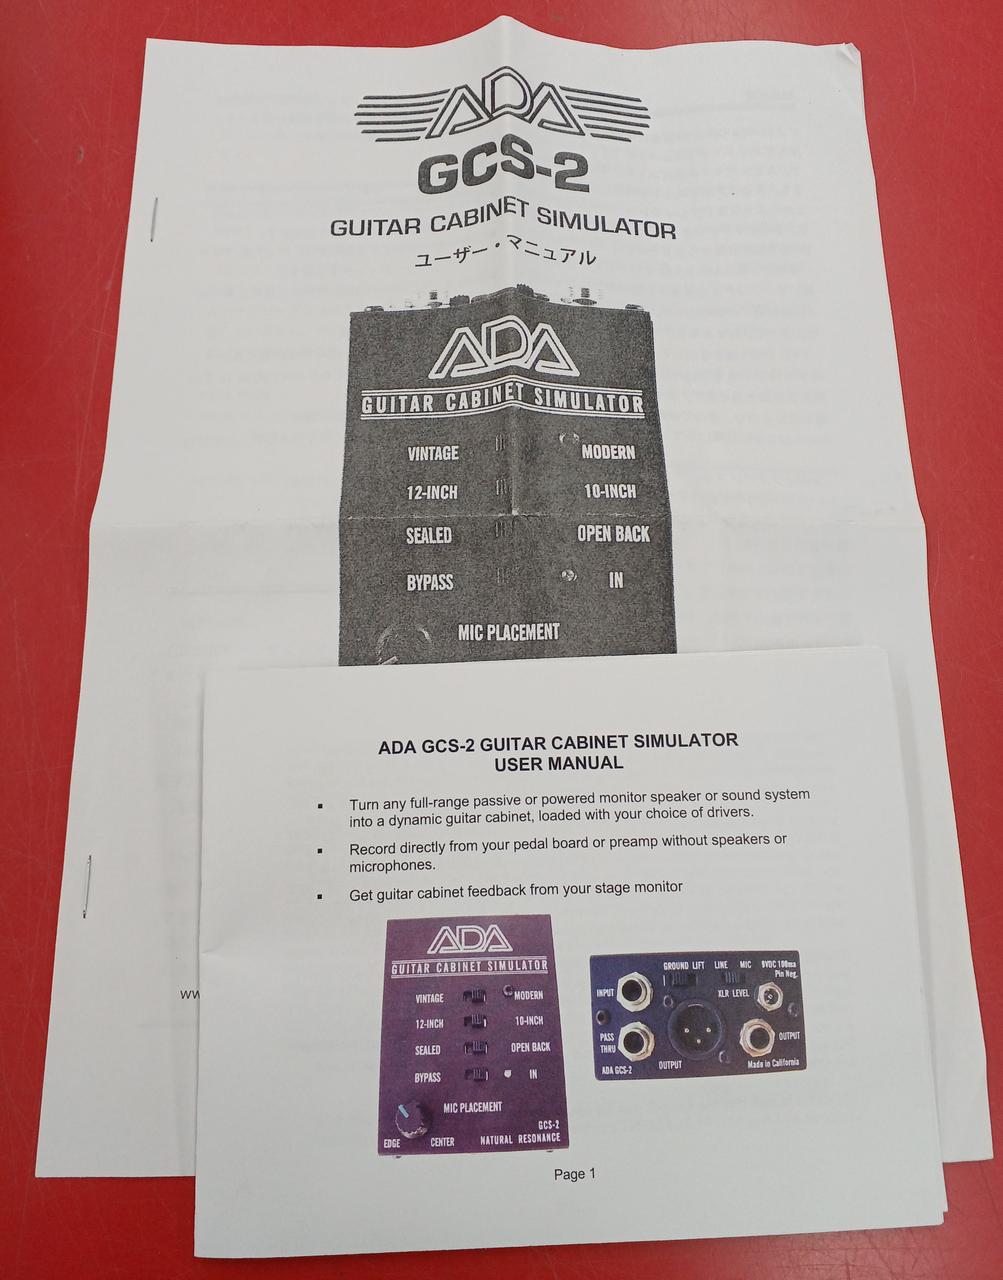 ADA
GCS-2
GUITAR CABINET SIMULATOR
ユーザー・マニュアル
ADA
GUITAR CABINET SIMULATOR
VINTAGE MODERN
12-INCH 10-INCH
SEALED OPEN BACK
BYPASS IN
MIC PLACEMENT
ADA GCS-2 GUITAR CABINET SIMULATOR
USER MANUAL
▪ Turn any full-range passive or powered monitor speaker or sound system
into a dynamic guitar cabinet, loaded with your choice of drivers.
▪ Record directly from your pedal board or preamp without speakers or
microphones.
▪ Get guitar cabinet feedback from your stage monitor
ADA
GUITAR CABINET SIMULATOR
VINTAGE MODERN
12-INCH 10-INCH
SEALED OPEN BACK
BYPASS IN
MIC PLACEMENT
GCS-2
EDGE CENTER NATURAL RESONANCE
GROUND LIFT LINE MIC 9VDC 100ma
Pin Neg.
INPUT XLR LEVEL
PASS
THRU
OUTPUT
ADA GCS-2 OUTPUT Made in California
Page 1